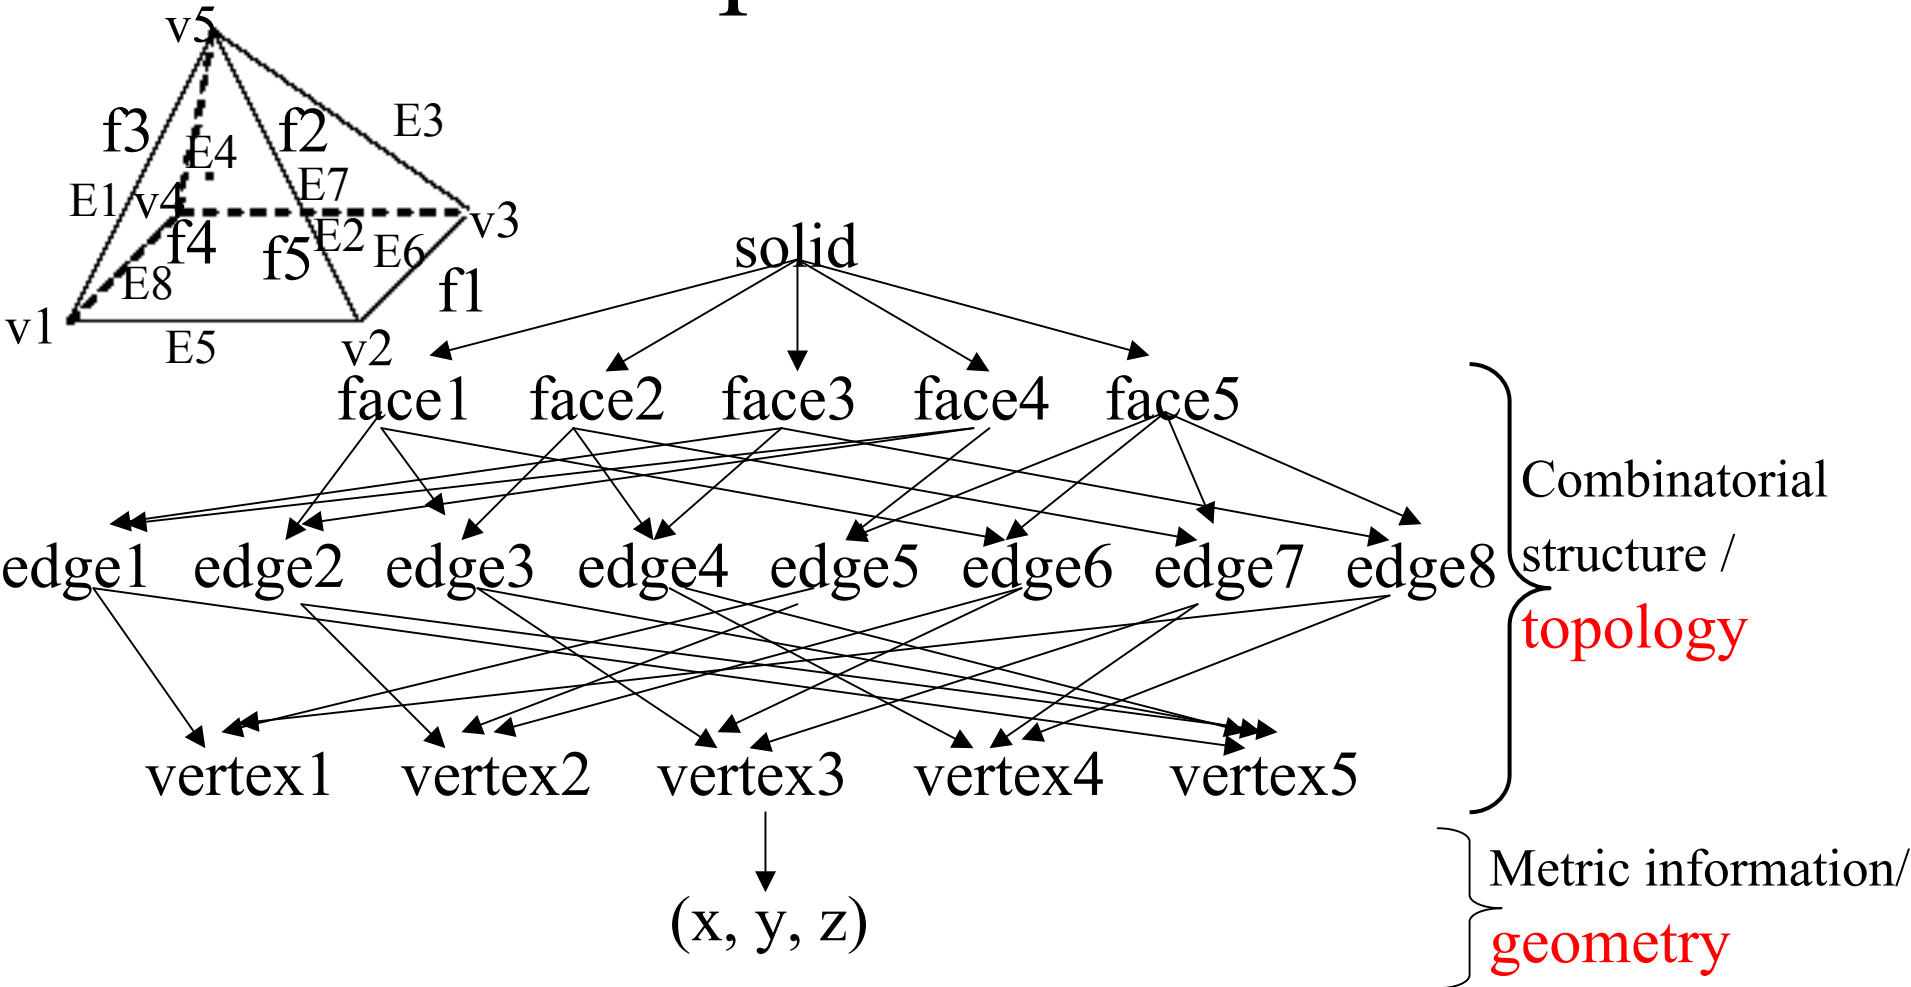 v5
f3 f2 E3
E4
E1 v4 E7
f4 f5 E2 E6 v3
E8 f1
v1 E5 v2
solid
face1 face2 face3 face4 face5
edge1 edge2 edge3 edge4 edge5 edge6 edge7 edge8
vertex1 vertex2 vertex3 vertex4 vertex5
(x, y, z)
Combinatorial
structure /
topology
Metric information/
geometry